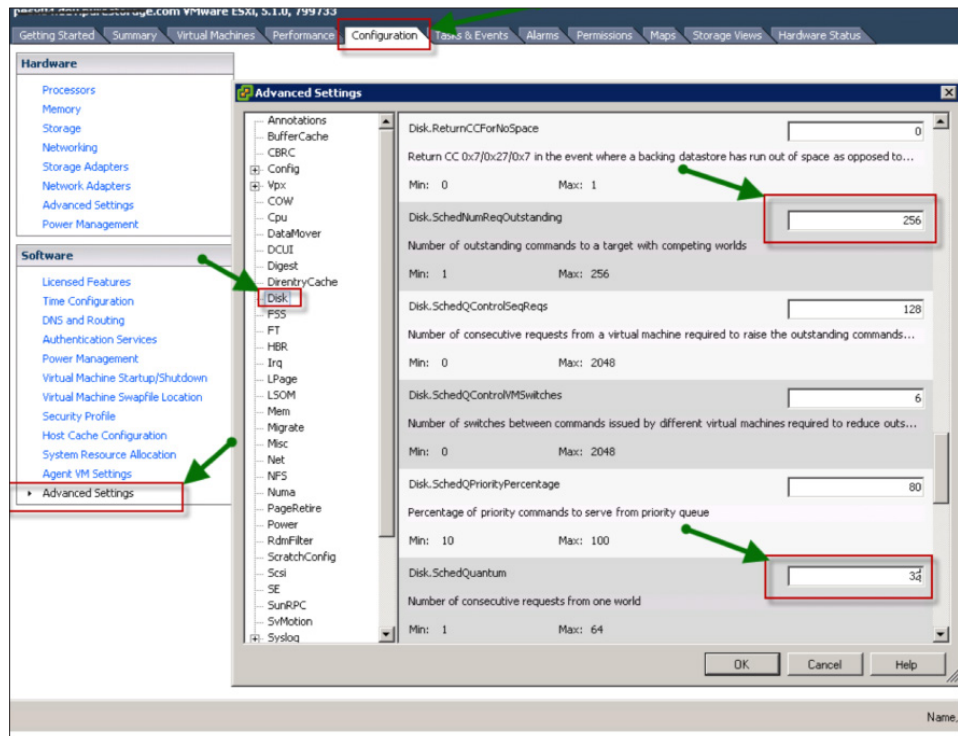 VMware ESXi, 5.1.0, 799733
Getting Started Summary Virtual Machines Performance Configuration Tasks & Events Alarms Permissions Maps Storage Views Hardware Status
Hardware
Processors
Memory
Storage
Networking
Storage Adapters
Network Adapters
Advanced Settings
Power Management
Software
Licensed Features
Time Configuration
DNS and Routing
Authentication Services
Power Management
Virtual Machine Startup/Shutdown
Virtual Machine Swapfile Location
Security Profile
Host Cache Configuration
System Resource Allocation
Agent VM Settings
Advanced Settings
Advanced Settings
Annotations
BufferCache
CBRC
Config
Vpx
COW
Cpu
DataMover
DCUI
Digest
DirentryCache
Disk
FSS
FT
HBR
Irq
LPage
LSOM
Mem
Migrate
Misc
Net
NFS
Numa
PageRetire
Power
RdmFilter
ScratchConfig
Scsi
SE
SunRPC
SvMotion
Syslog
Disk.ReturnCCForNoSpace 0
Return CC 0x7/0x27/0x7 in the event where a backing datastore has run out of space as opposed to...
Min: 0 Max: 1
Disk.SchedNumReqOutstanding 256
Number of outstanding commands to a target with competing worlds
Min: 1 Max: 256
Disk.SchedQControlSeqReqs 128
Number of consecutive requests from a virtual machine required to raise the outstanding commands...
Min: 0 Max: 2048
Disk.SchedQControlVMSwitches 6
Number of switches between commands issued by different virtual machines required to reduce outs...
Min: 0 Max: 2048
Disk.SchedQPriorityPercentage 80
Percentage of priority commands to serve from priority queue
Min: 10 Max: 100
Disk.SchedQuantum
Number of consecutive requests from one world
Min: 1 Max: 64
OK Cancel Help
Name,